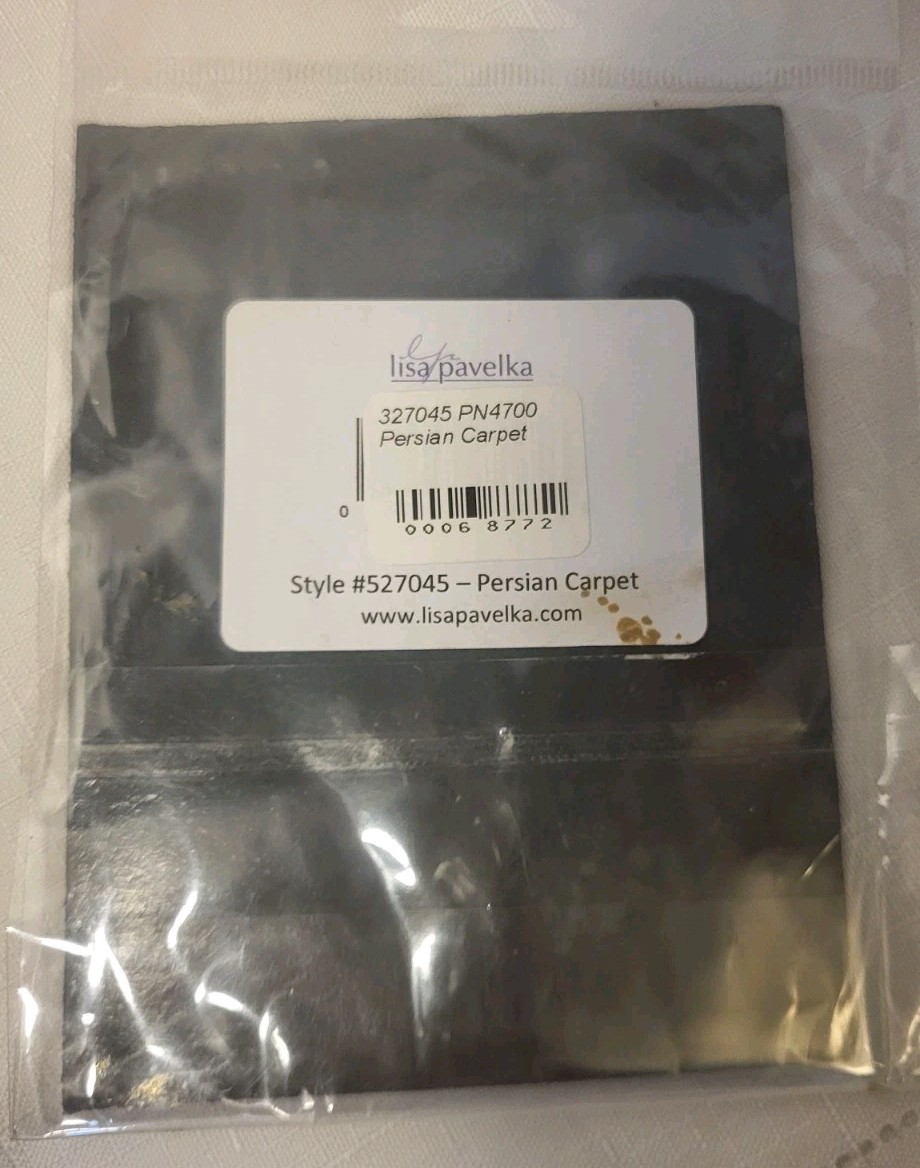 lisa pavelka
327045 PN4700
Persian Carpet
0
0006 8772
Style #527045 – Persian Carpet
www.lisapavelka.com